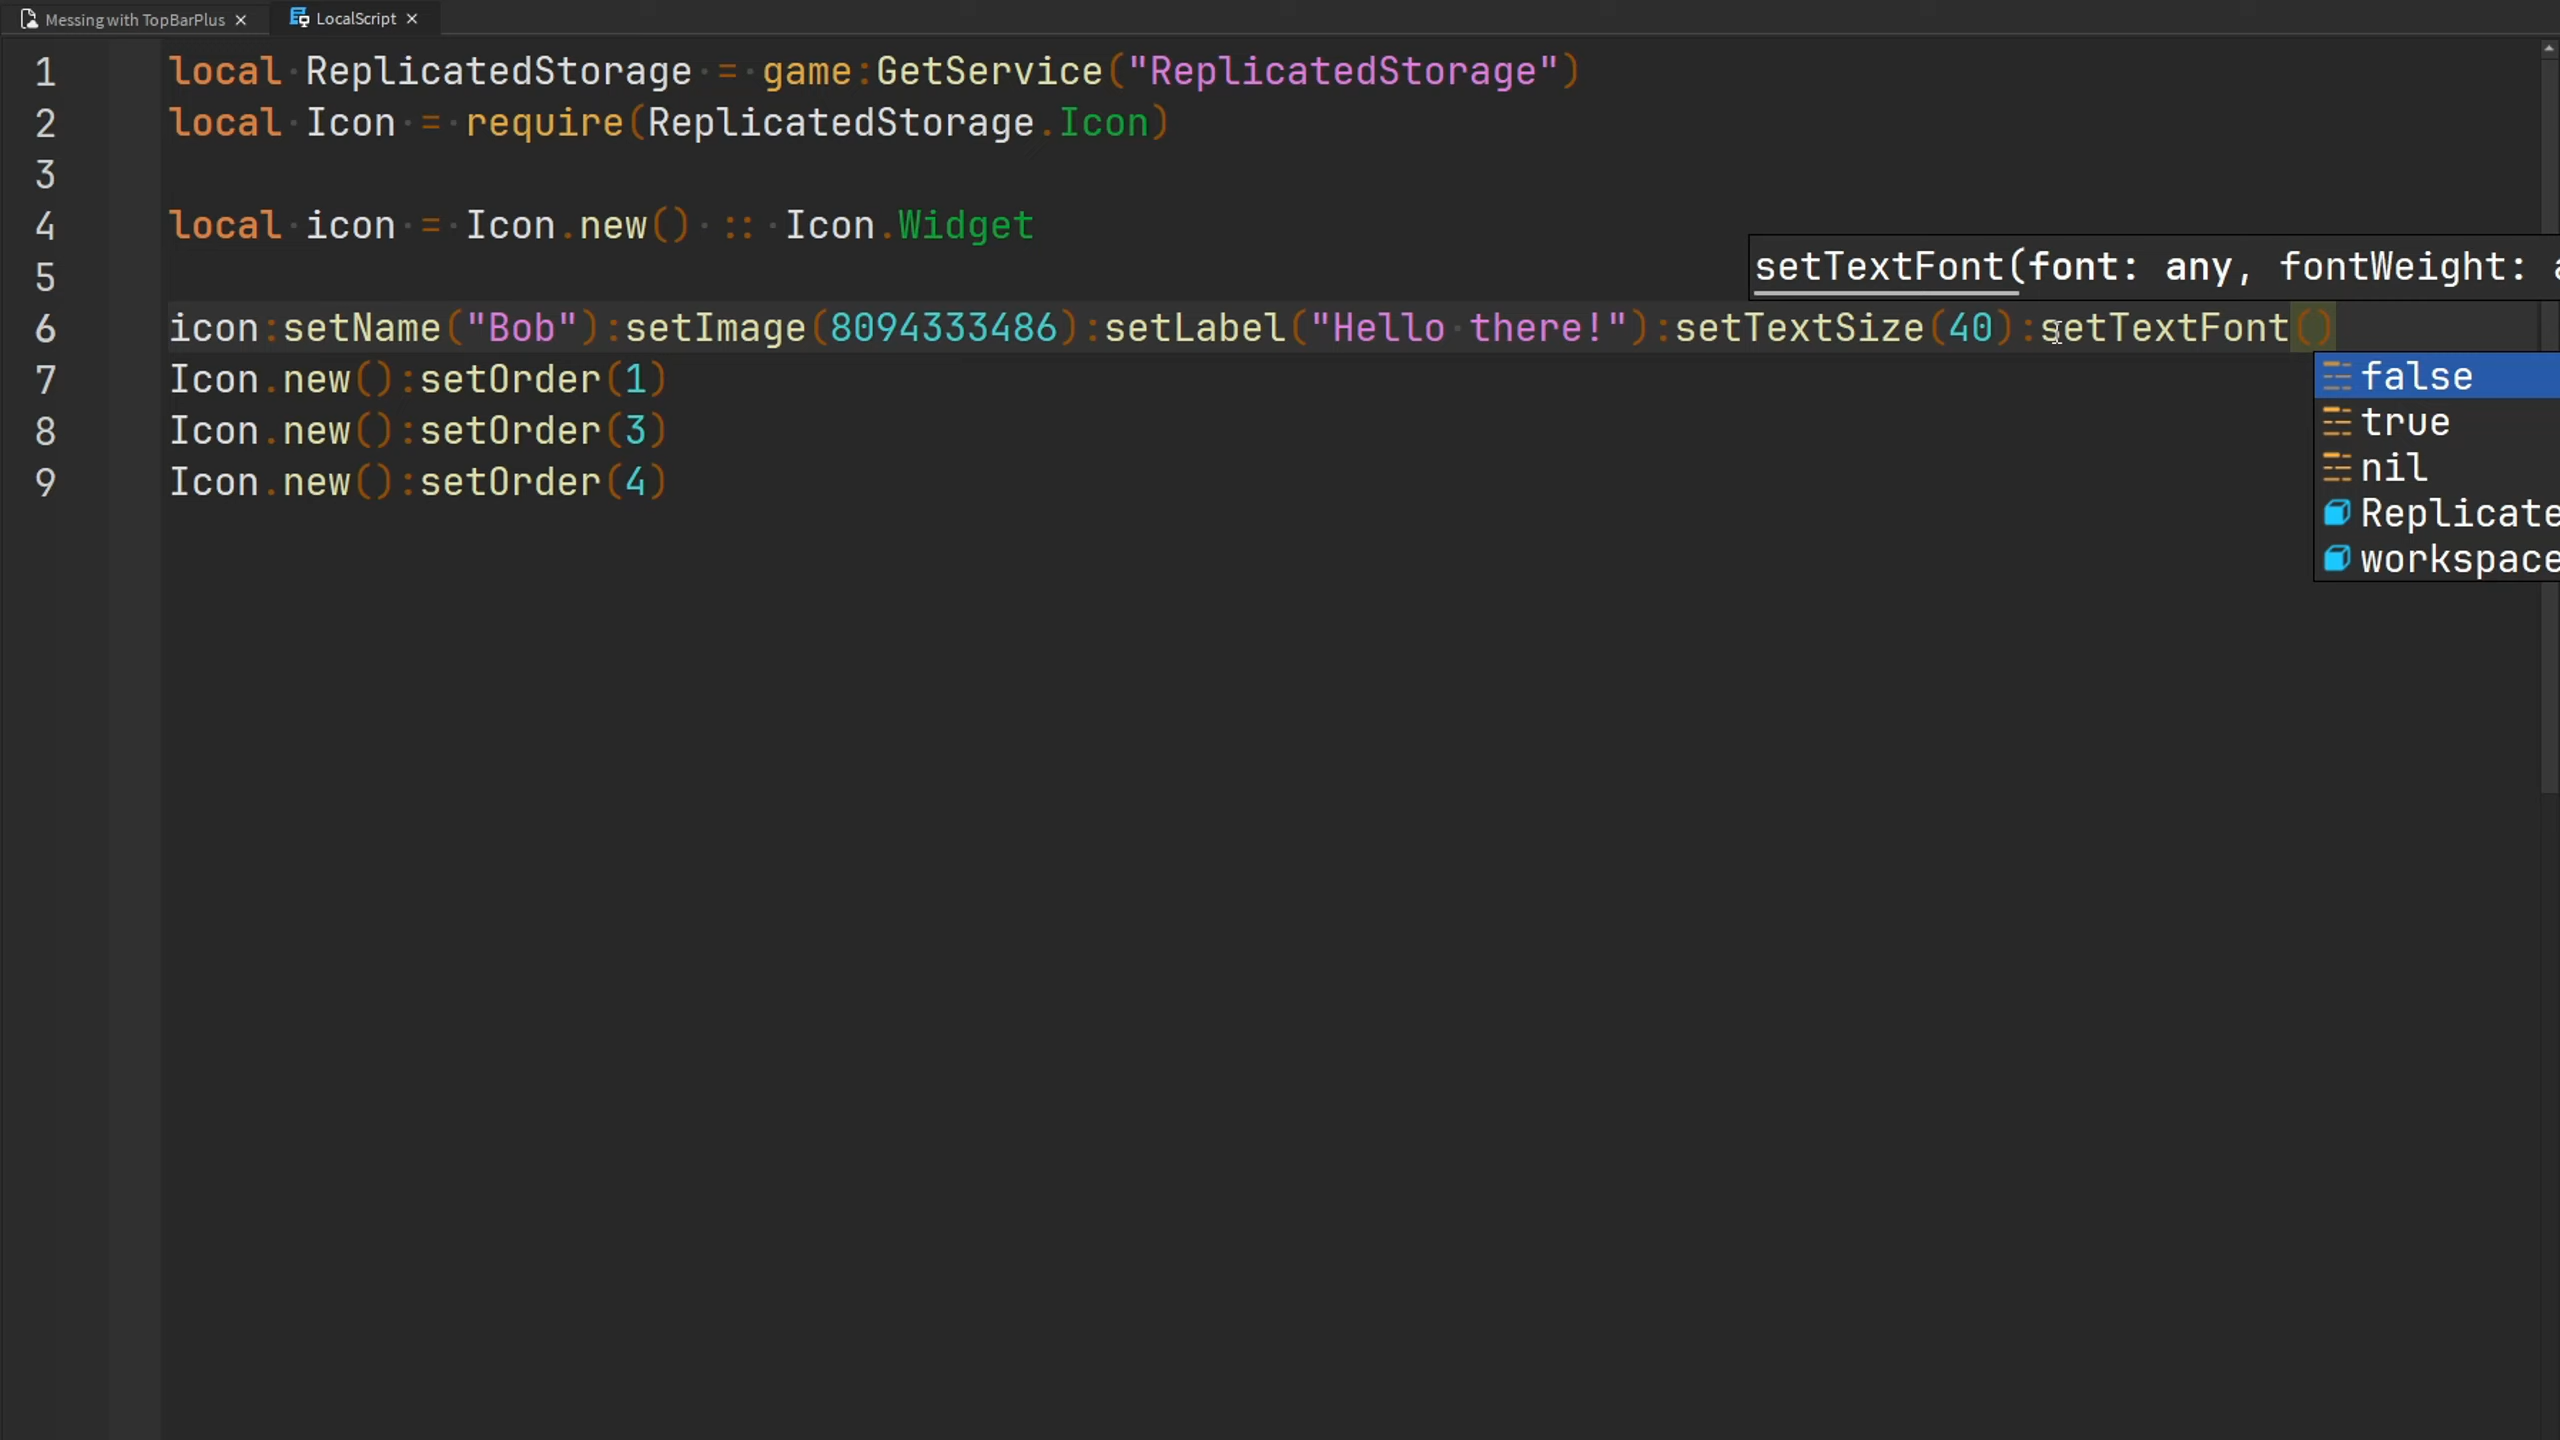 Messing with TopBarPlus × LocalScript ×
1 local ReplicatedStorage = game:GetService("ReplicatedStorage")
2 local Icon = require(ReplicatedStorage.Icon)
3
4 local icon = Icon.new() :: Icon.Widget
5
setTextFont(font: any, fontWeight:
6 icon:setName("Bob"):setImage(8094333486):setLabel("Hello there!"):setTextSize(40):setTextFont()
7 Icon.new():setOrder(1)
8 Icon.new():setOrder(3)
9 Icon.new():setOrder(4)
false
true
nil
Replicate
workspace